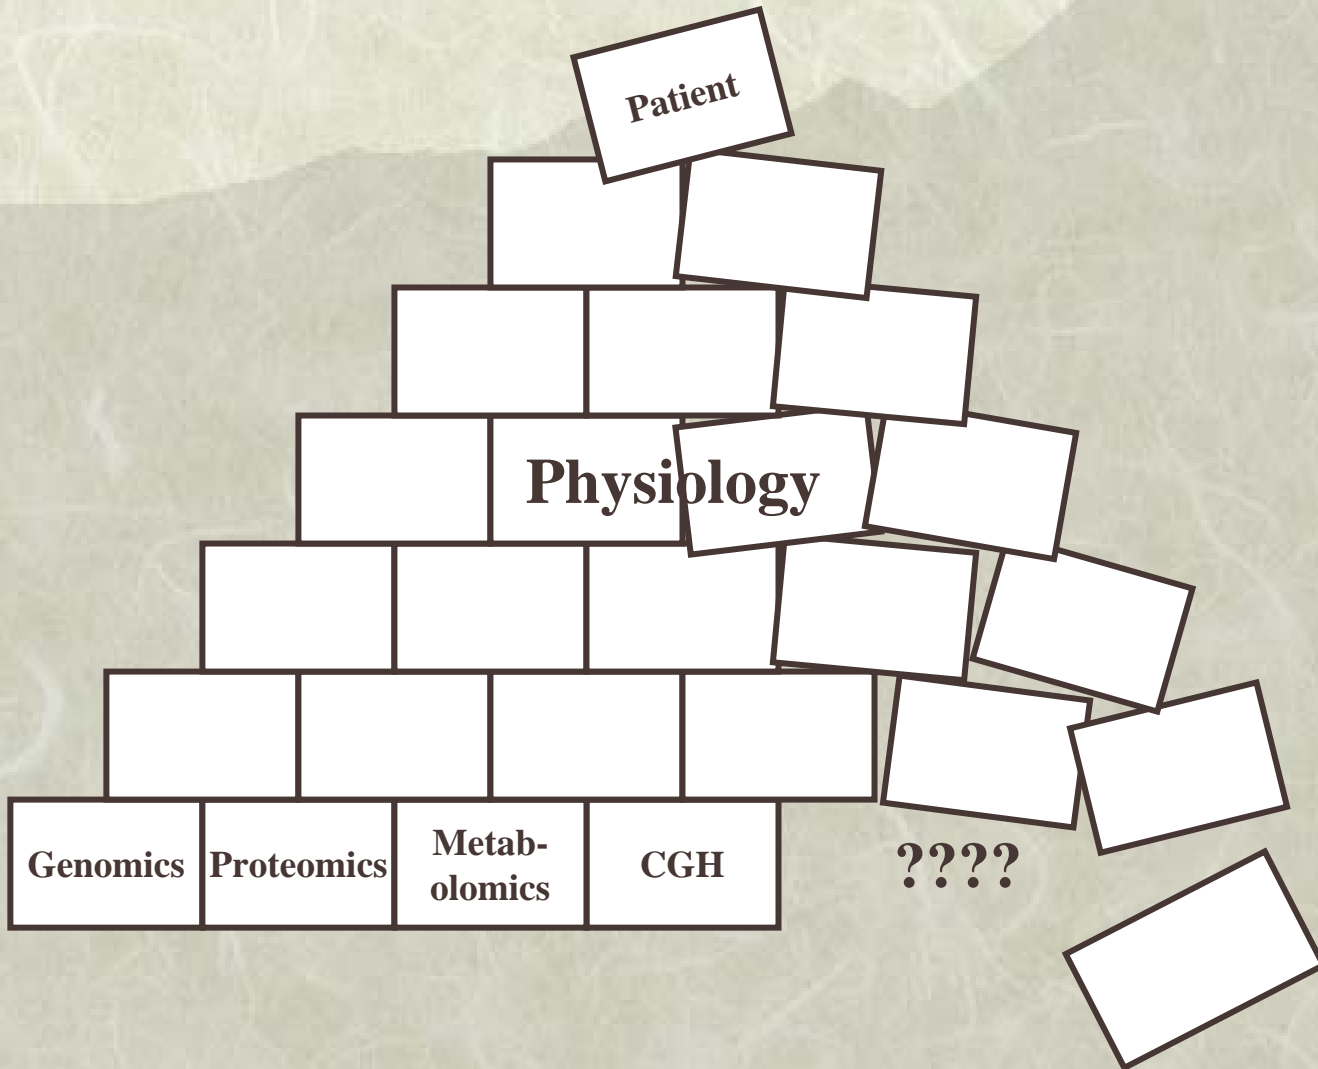 Patient
Physiology
Genomics
Proteomics
Metab-
olomics
CGH
????